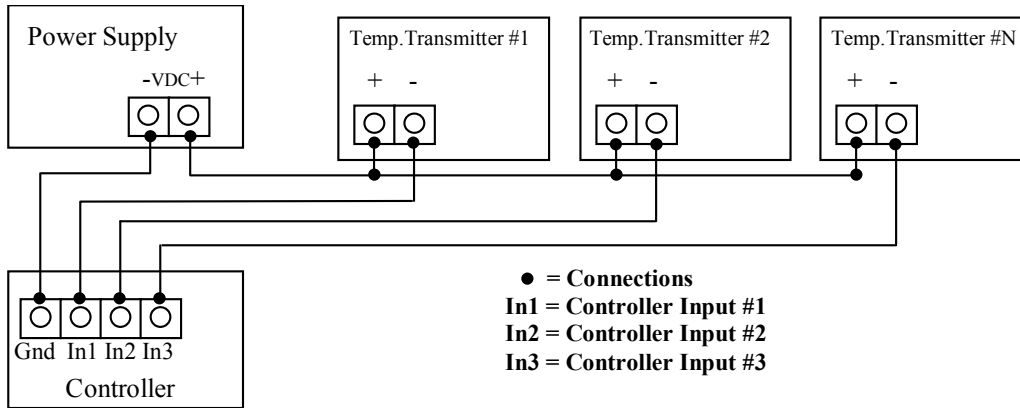 Power Supply
-VDC+
Temp.Transmitter #1
+ -
Temp.Transmitter #2
+ -
Temp.Transmitter #N
+ -
Gnd In1 In2 In3
Controller
● = Connections
In1 = Controller Input #1
In2 = Controller Input #2
In3 = Controller Input #3